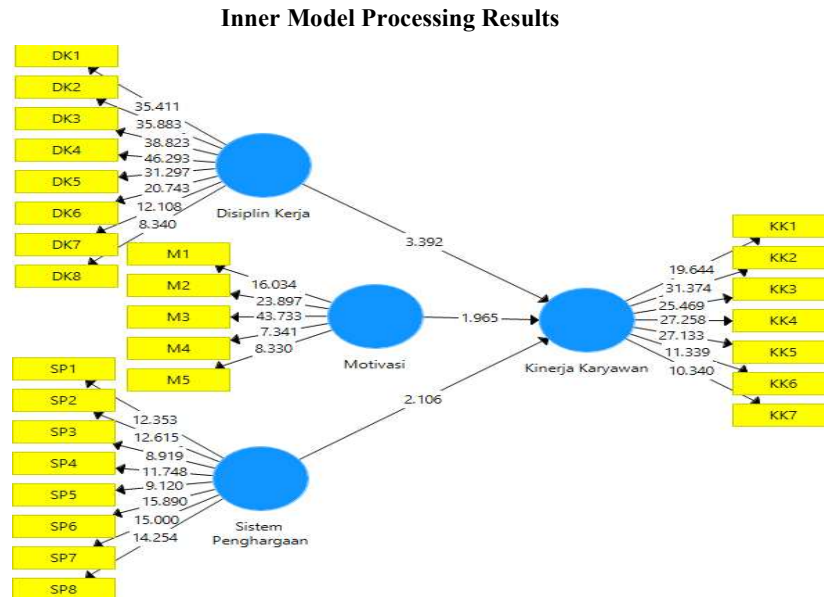 Inner Model Processing Results
DK1
DK2
DK3
DK4
DK5
DK6
DK7
DK8
35.411
35.883
38.823
46.293
31.297
20.743
12.108
8.340
Disiplin Kerja
3.392
M1
M2
M3
M4
M5
16.034
23.897
43.733
7.341
8.330
Motivasi
1.965
SP1
SP2
SP3
SP4
SP5
SP6
SP7
SP8
12.353
12.615
8.919
11.748
9.120
15.890
15.000
14.254
Sistem
Penghargaan
2.106
Kinerja Karyawan
19.644
31.374
25.469
27.258
27.133
11.339
10.340
KK1
KK2
KK3
KK4
KK5
KK6
KK7